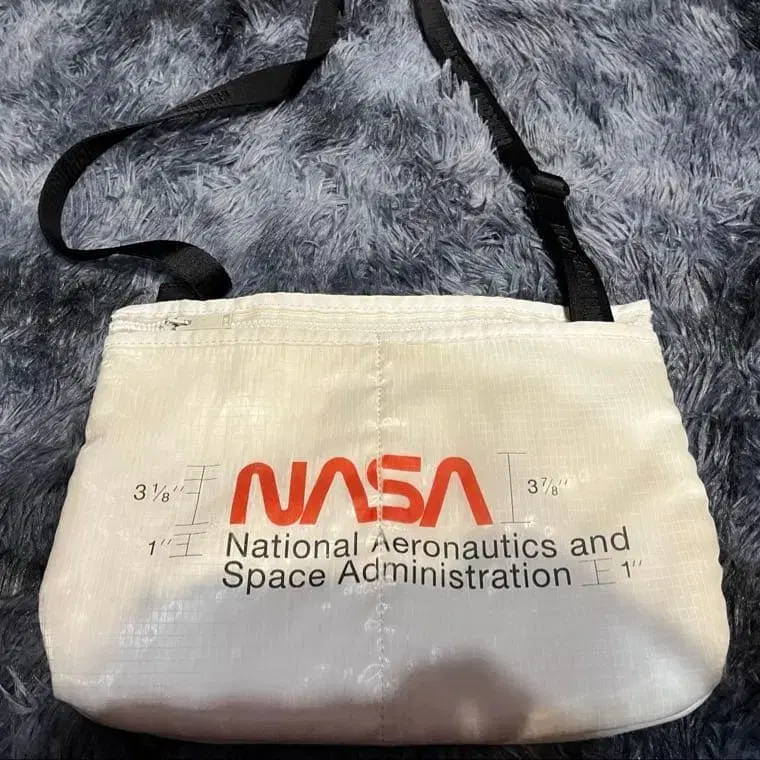 NASA
3 1/8"
3 7/8"
1"
National Aeronautics and
Space Administration
1"